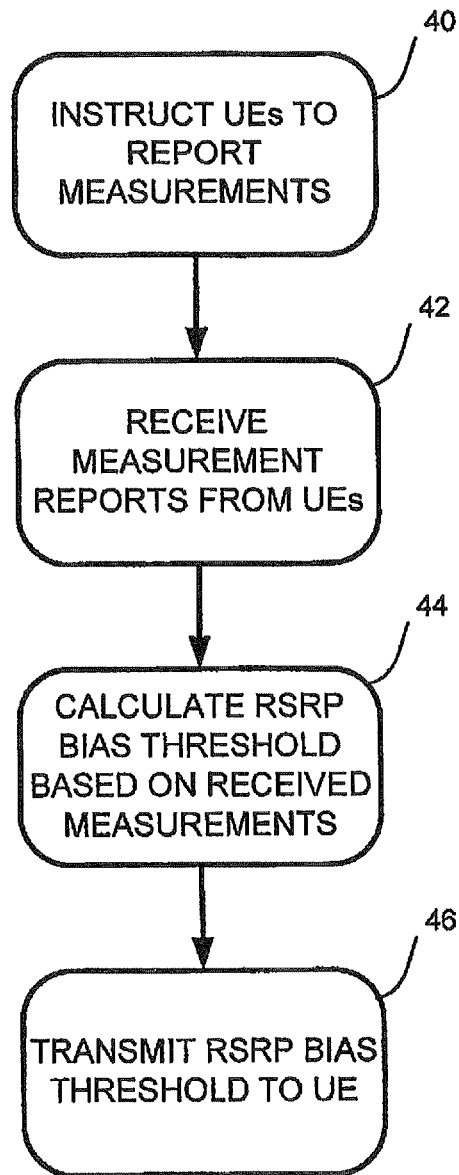 40
INSTRUCT UEs TO
REPORT
MEASUREMENTS
42
RECEIVE
MEASUREMENT
REPORTS FROM UEs
44
CALCULATE RSRP
BIAS THRESHOLD
BASED ON RECEIVED
MEASUREMENTS
46
TRANSMIT RSRP BIAS
THRESHOLD TO UE